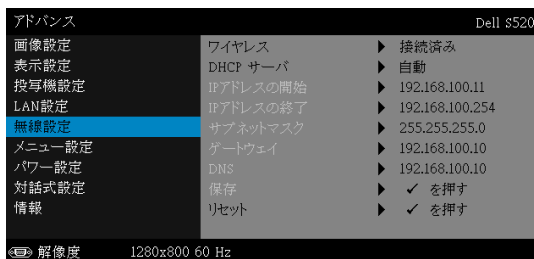 アドバンス Dell S520
画像設定
表示設定
投写機設定
LAN設定
無線設定
メニュー設定
パワー設定
対話式設定
情報
ワイヤレス ▶ 接続済み
DHCP サーバ ▶ 自動
IPアドレスの開始 ▶ 192.168.100.11
IPアドレスの終了 ▶ 192.168.100.254
サブネットマスク ▶ 255.255.255.0
ゲートウェイ ▶ 192.168.100.10
DNS ▶ 192.168.100.10
保存 ▶ ✓ を押す
リセット ▶ ✓ を押す
解像度 1280x800 60 Hz